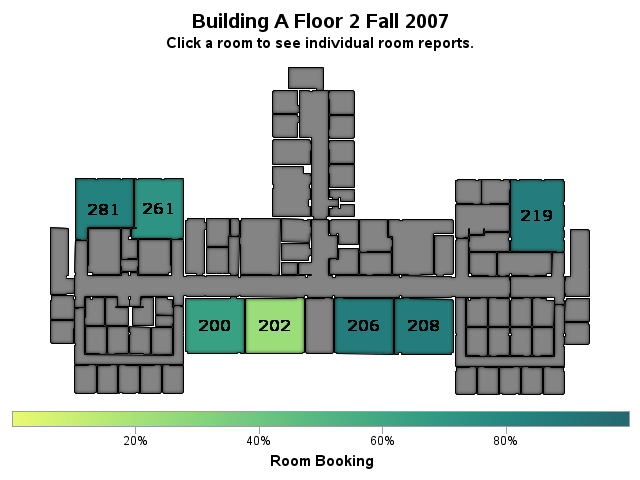 Building A Floor 2 Fall 2007
Click a room to see individual room reports.
281 261 219
200 202 206 208
20% 40% 60% 80%
Room Booking